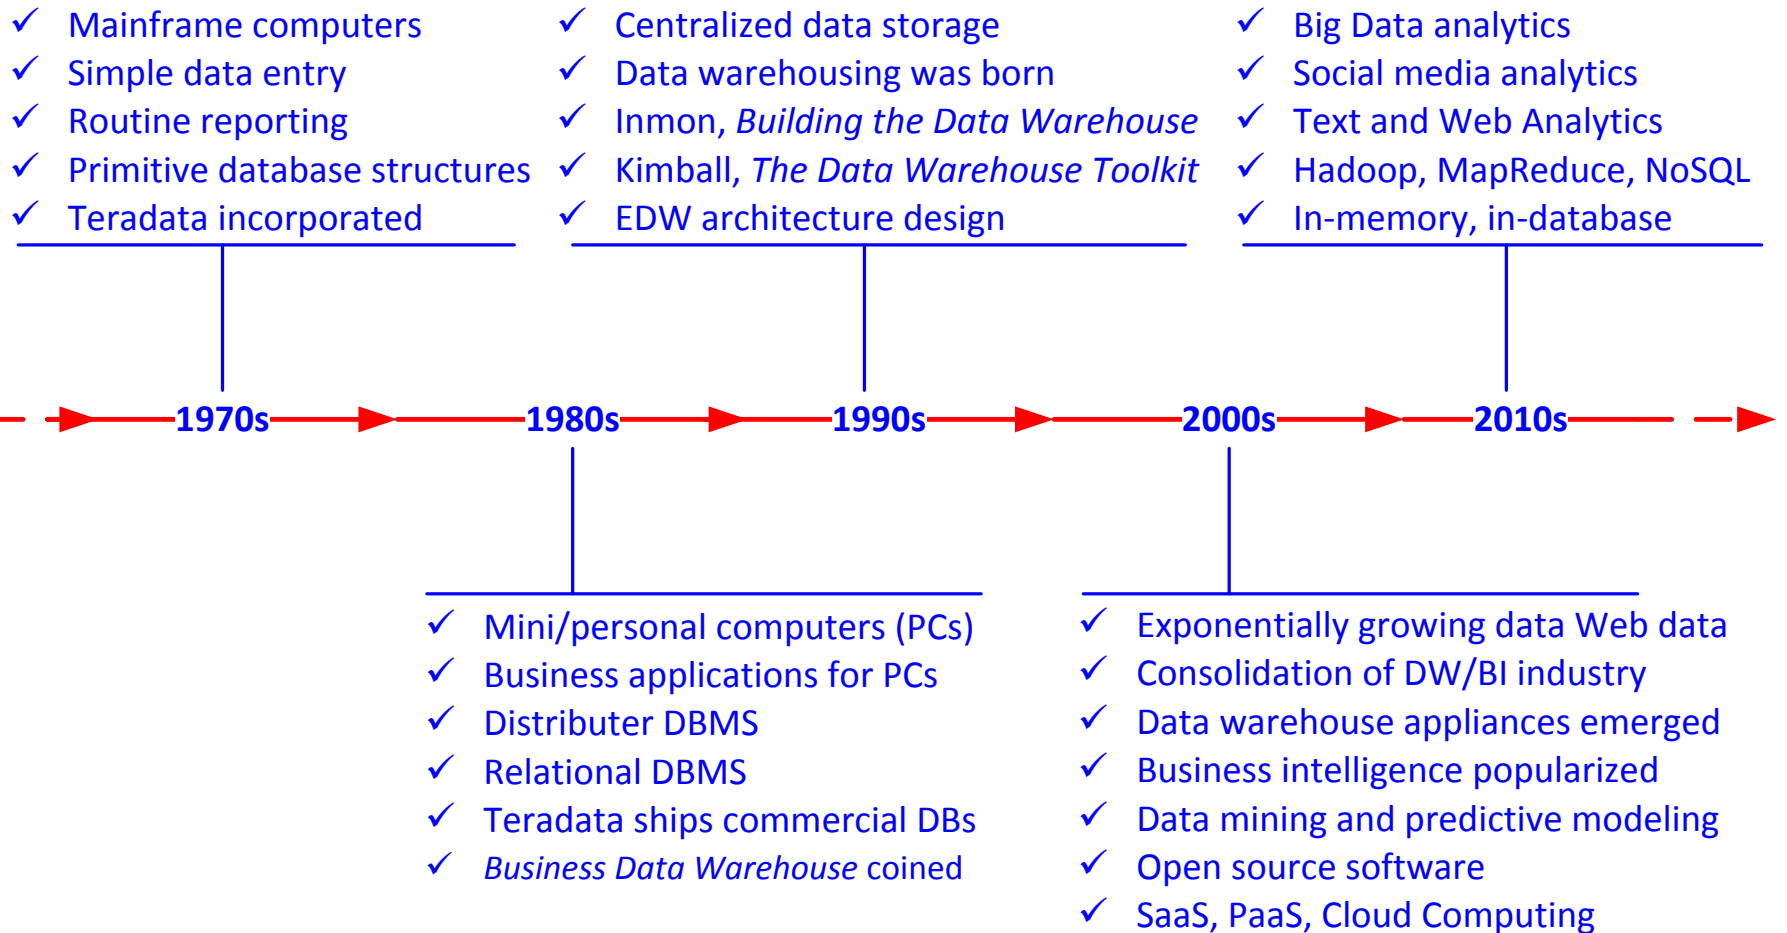 ✓ Mainframe computers
✓ Simple data entry
✓ Routine reporting
✓ Primitive database structures
✓ Teradata incorporated
✓ Centralized data storage
✓ Data warehousing was born
✓ Inmon, Building the Data Warehouse
✓ Kimball, The Data Warehouse Toolkit
✓ EDW architecture design
✓ Big Data analytics
✓ Social media analytics
✓ Text and Web Analytics
✓ Hadoop, MapReduce, NoSQL
✓ In-memory, in-database
1970s
1980s
1990s
2000s
2010s
✓ Mini/personal computers (PCs)
✓ Business applications for PCs
✓ Distributer DBMS
✓ Relational DBMS
✓ Teradata ships commercial DBs
✓ Business Data Warehouse coined
✓ Exponentially growing data Web data
✓ Consolidation of DW/BI industry
✓ Data warehouse appliances emerged
✓ Business intelligence popularized
✓ Data mining and predictive modeling
✓ Open source software
✓ SaaS, PaaS, Cloud Computing